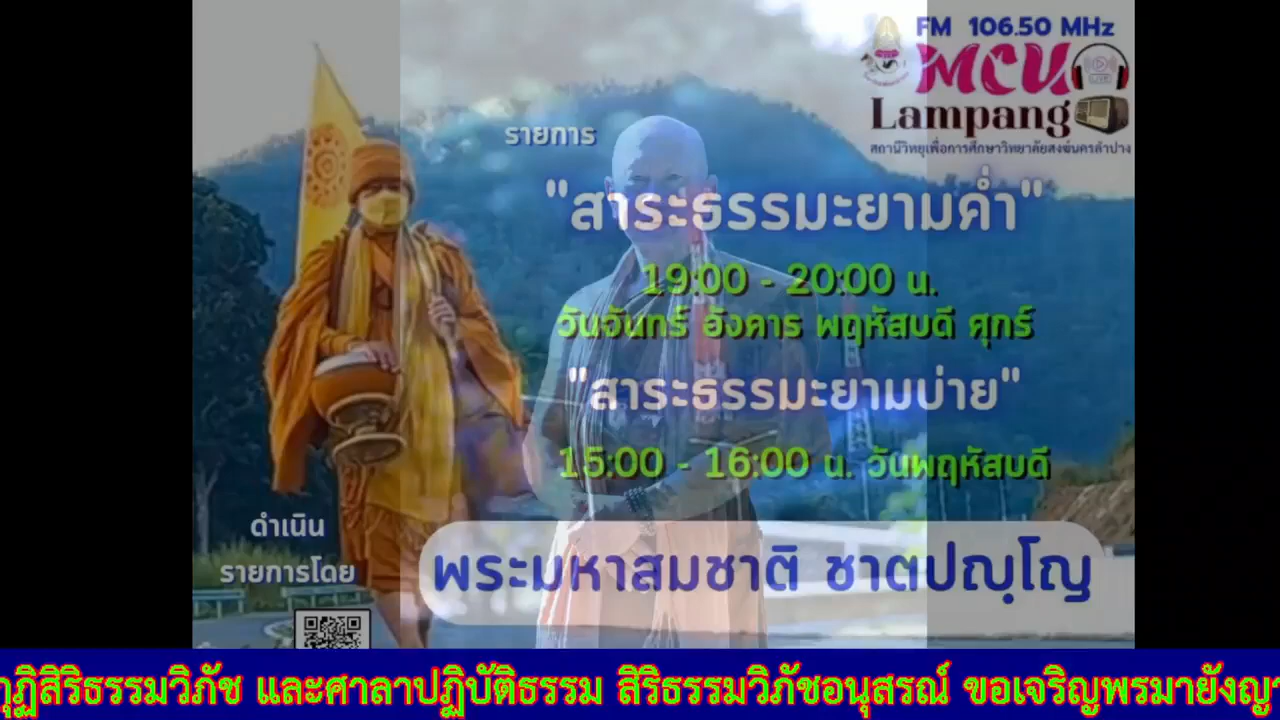 FM 106.50 MHz
MCU
Lampang
สถานีวิทยุเพื่อการศึกษาวิทยาลัยสงฆ์นครลำปาง
รายการ
"สาระธรรมะยามค่ำ"
19:00 - 20:00 น.
วันจันทร์ อังคาร พฤหัสบดี ศุกร์
"สาระธรรมะยามบ่าย"
15:00 - 16:00 น. วันพฤหัสบดี
ดำเนิน
รายการโดย
พระมหาสมชาติ ชาตปญฺโญ
สิริธรรมวิภัช และศาลาปฏิบัติธรรม สิริธรรมวิภัชอนุสรณ์ ขอเจริญพรมายัง